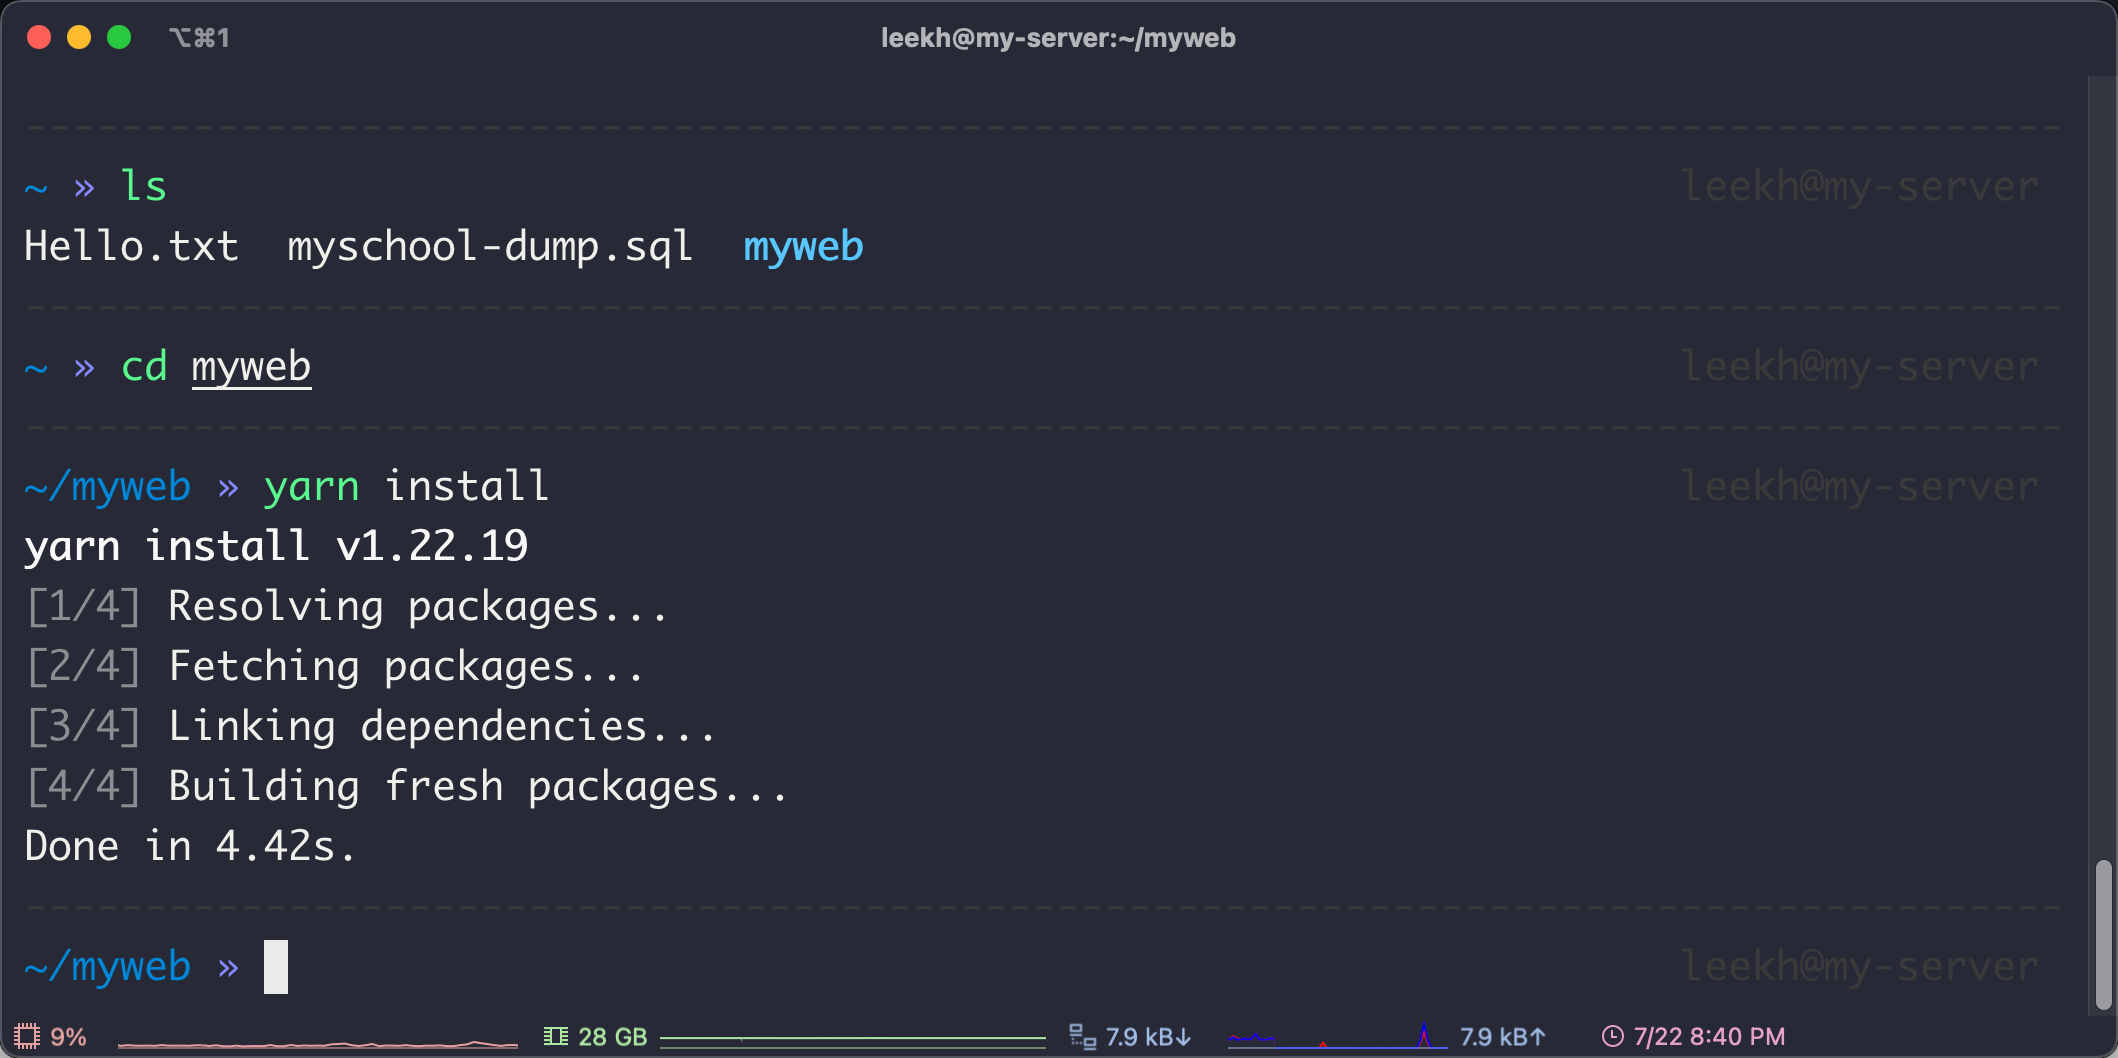 ⌥⌘1 leekh@my-server:~/myweb
~ » ls leekh@my-server
Hello.txt  myschool-dump.sql  myweb
~ » cd myweb leekh@my-server
~/myweb » yarn install leekh@my-server
yarn install v1.22.19
[1/4] Resolving packages...
[2/4] Fetching packages...
[3/4] Linking dependencies...
[4/4] Building fresh packages...
Done in 4.42s.
~/myweb » leekh@my-server
9% 28 GB 7.9 kB↓ 7.9 kB↑ 7/22 8:40 PM